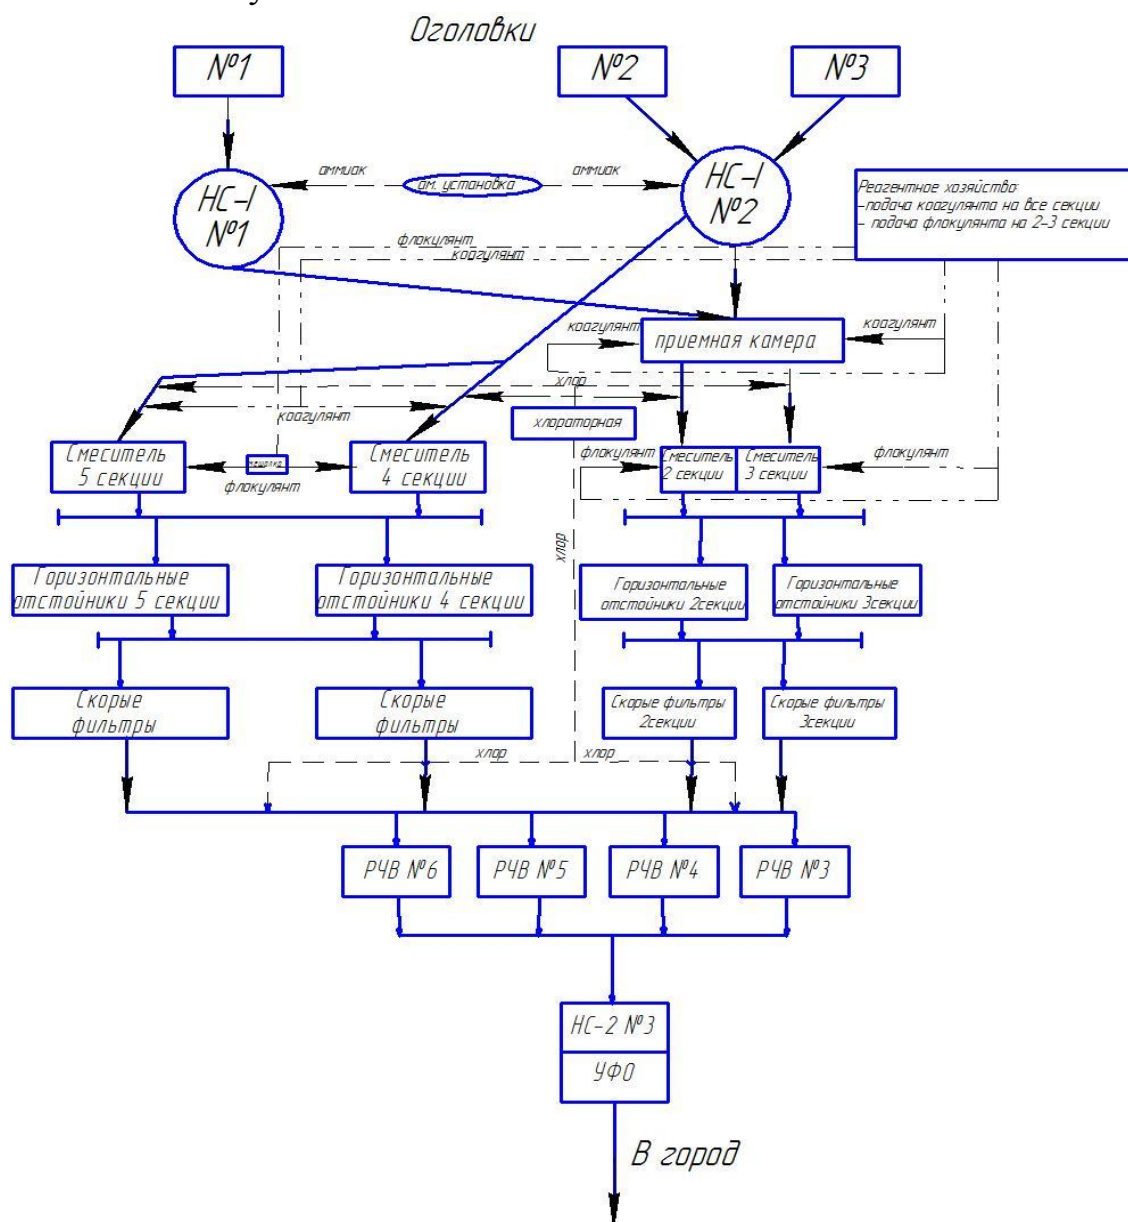 Оголовки
№1
№2
№3
аммиак
ам. установка
аммиак
НС-I
№1
НС-I
№2
Реагентное хозяйство:
-подача коагулянта на все секции
- подача флокулянта на 2-3 секции
флокулянт
коагулянт
коагулянт
приемная камера
коагулянт
хлор
коагулянт
хлораторная
Смеситель
5 секции
флокулянт
Смеситель
4 секции
флокулянт
Смеситель
2 секции
Смеситель
3 секции
флокулянт
хлор
Горизонтальные
отстойники 5 секции
Горизонтальные
отстойники 4 секции
Горизонтальные
отстойники 2секции
Горизонтальные
отстойники 3секции
Скорые
фильтры
Скорые
фильтры
Скорые фильтры
2секции
Скорые фильтры
3секции
хлор
хлор
РЧВ №6
РЧВ №5
РЧВ №4
РЧВ №3
НС-2 №3
УФО
В город